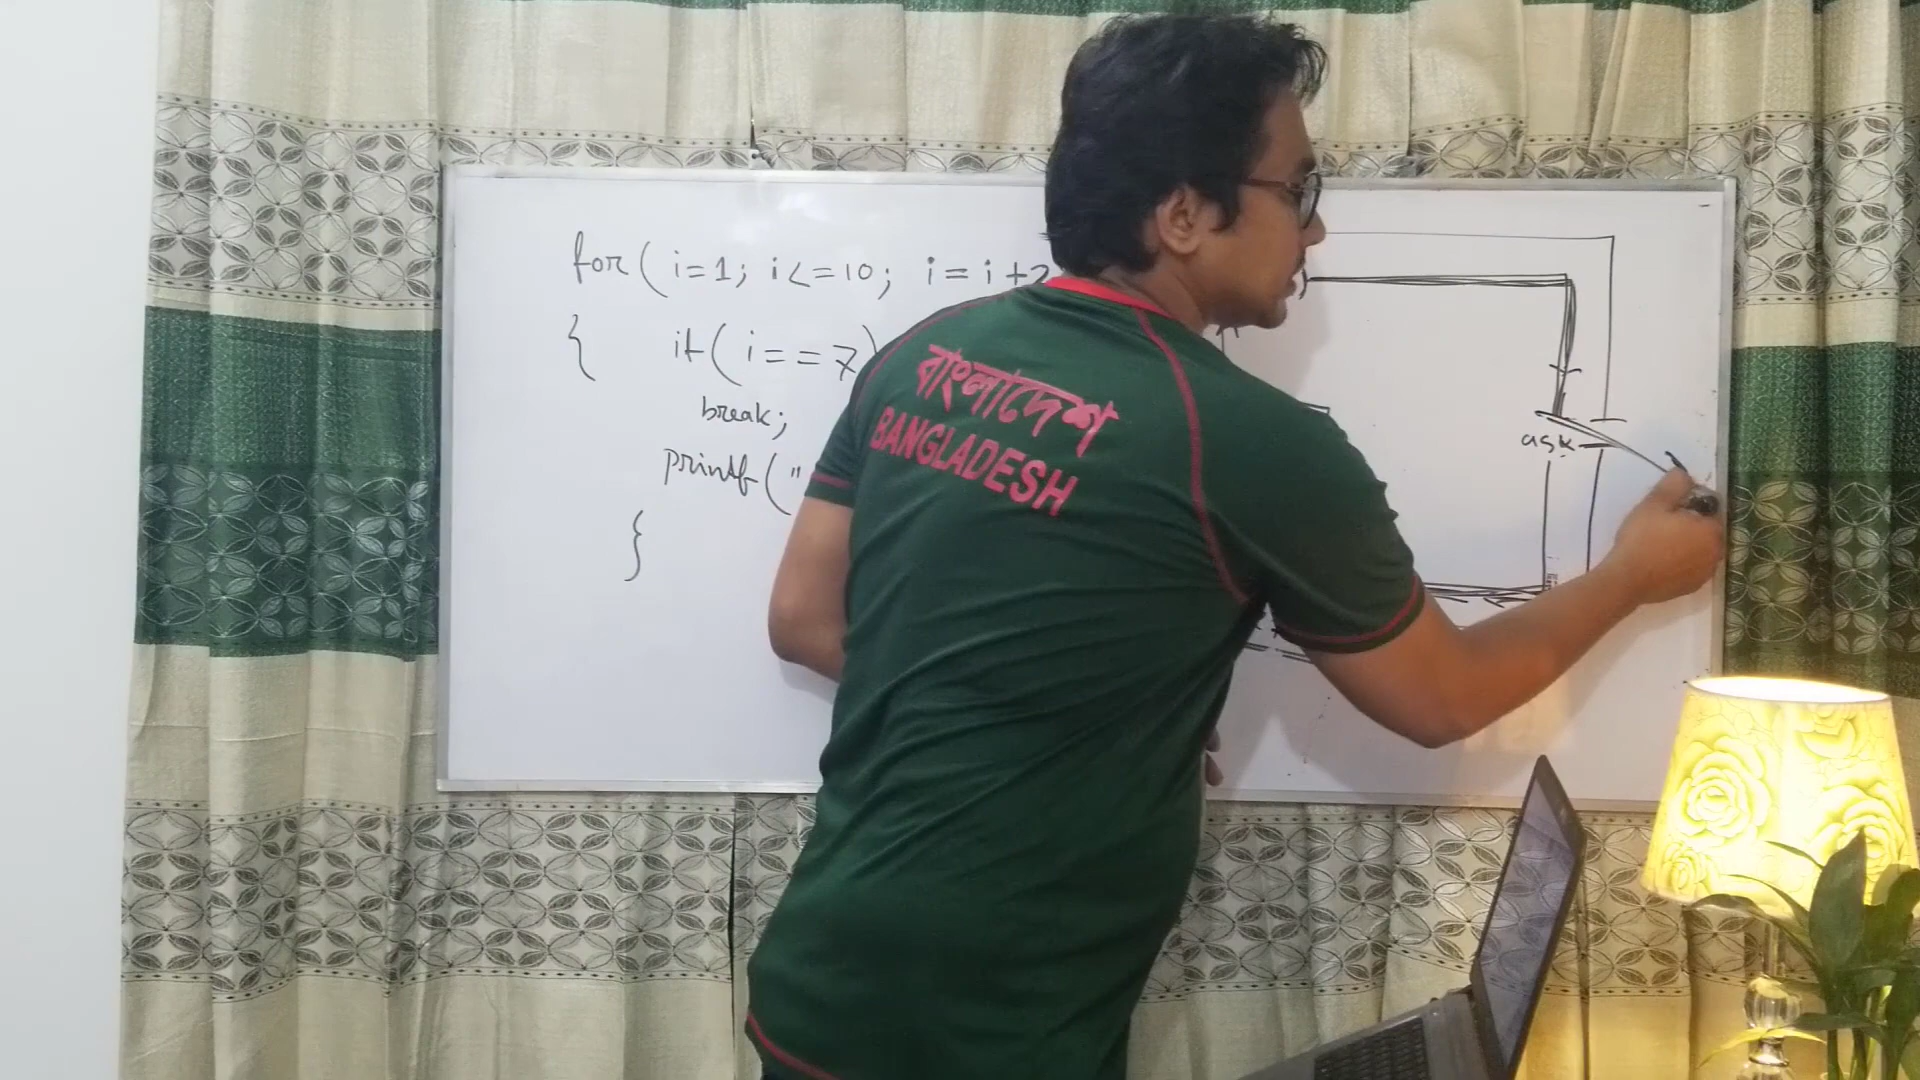 for( i=1; i<=10; i=i+2
{ if( i==7)
break;
printf("
}
বাংলাদেশ
BANGLADESH
ask